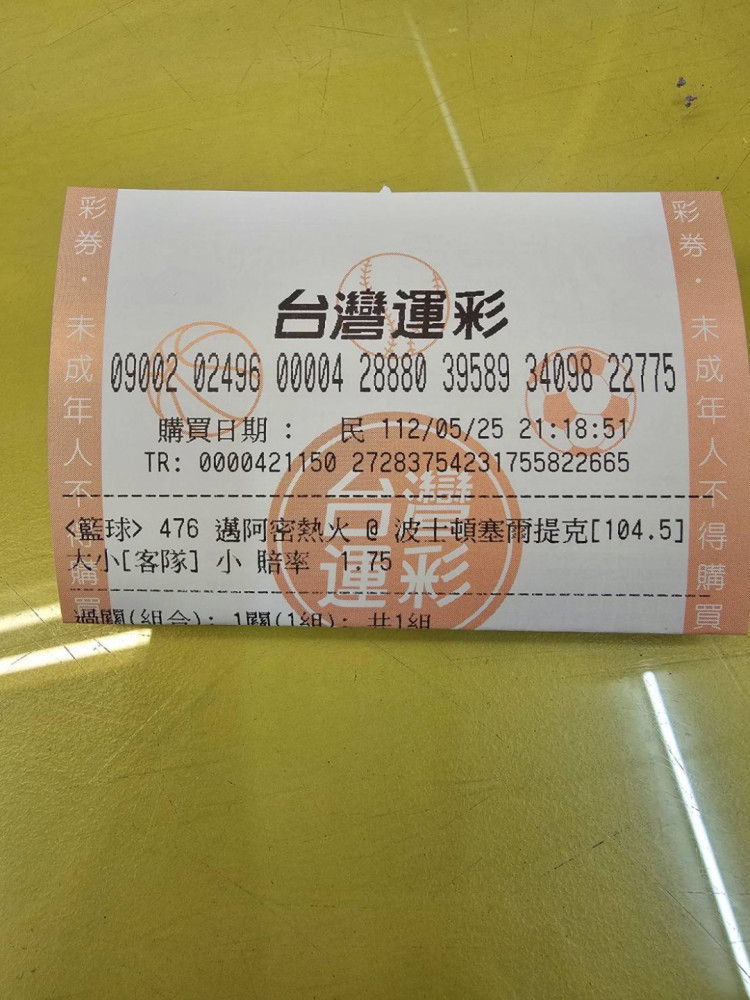 台灣運彩
09002 02496 00004 28880 39589 34098 22775
購買日期： 民 112/05/25 21:18:51
TR: 0000421150 27283754231755822665
<籃球> 476 邁阿密熱火 @ 波士頓塞爾提克[104.5]
大小[客隊] 小 賠率 1.75
過關(組合): 1關(1組): 共1組
彩券·未成年人不得購買
彩券·未成年人不得購買
台灣
運彩